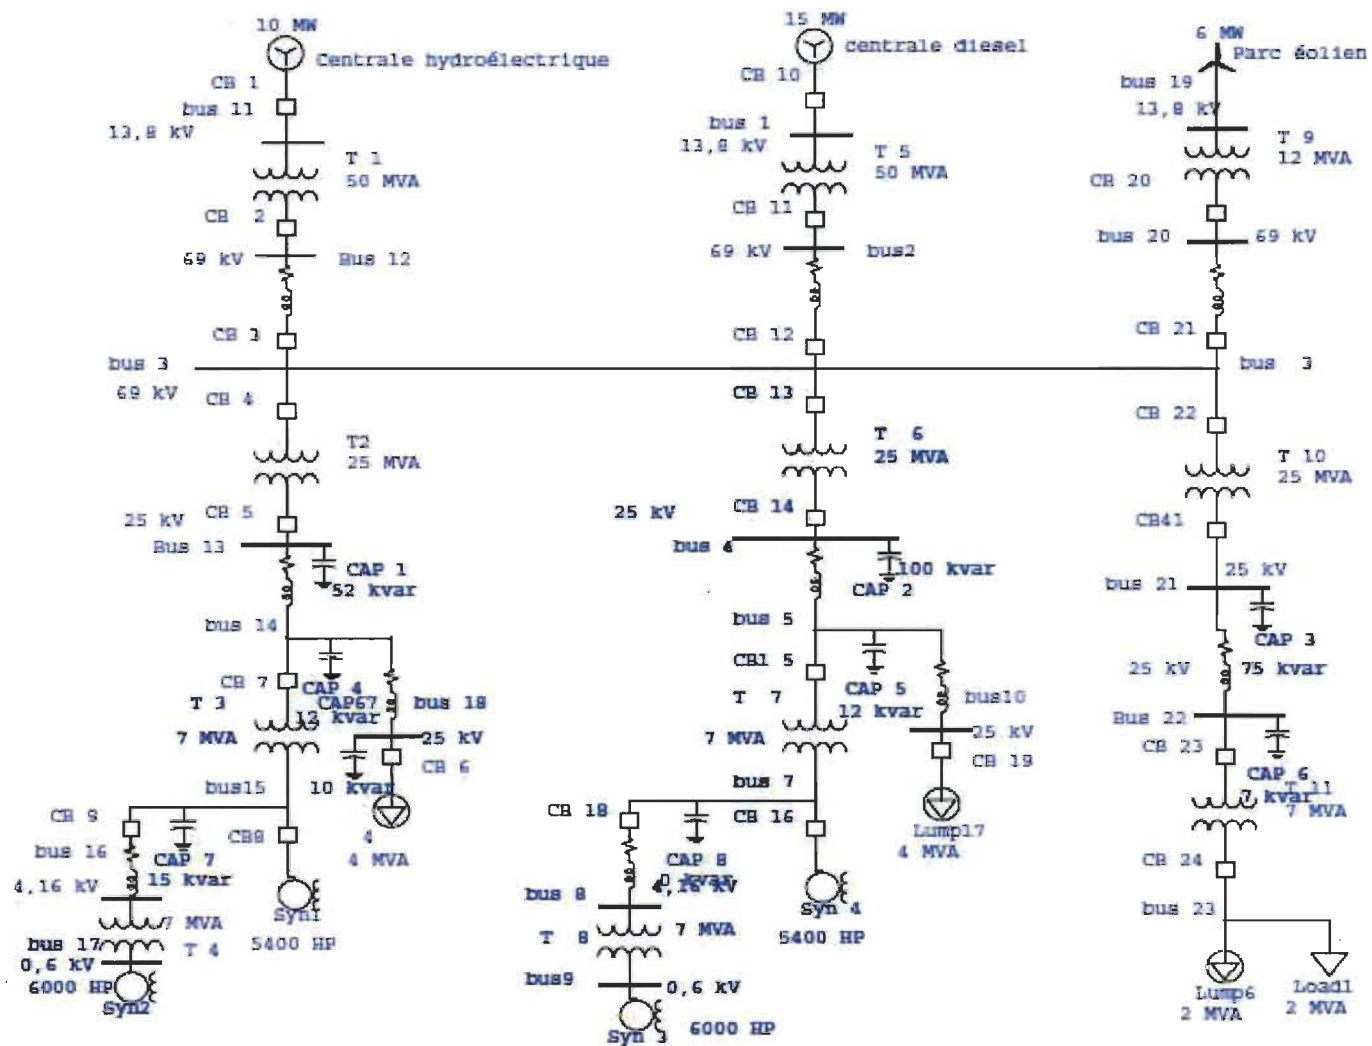 10 MW
Centrale hydroélectrique
CB 1
bus 11
13,8 kV
T 1
50 MVA
CB 2
69 kV
Bus 12
CB 3
bus 3
69 kV
CB 4
T2
25 MVA
CB 5
25 kV
Bus 13
CAP 1
52 kvar
bus 14
CB 7
CAP 4
CAP67
12 kvar
bus 18
T 3
7 MVA
25 kV
CB 6
bus15
10 kvar
4
4 MVA
CB 9
CB8
bus 16
CAP 7
15 kvar
4,16 kV
7 MVA
T 4
bus 17
0,6 kV
6000 HP
Syn2
Syn1
5400 HP
15 MW
centrale diesel
CB 10
bus 1
13,8 kV
T 5
50 MVA
CB 11
69 kV
bus2
CB 12
CB 13
T 6
25 MVA
25 kV
CB 14
bus 4
100 kvar
CAP 2
bus 5
CB1 5
CAP 5
12 kvar
bus10
T 7
7 MVA
25 kV
CB 19
bus 7
CB 18
CB 16
Lump17
4 MVA
CAP 8
0 kvar
4,16 kV
bus 8
7 MVA
T 8
Syn 4
5400 HP
bus9
0,6 kV
Syn 3
6000 HP
6 MW
Parc éolien
bus 19
13,8 kV
T 9
12 MVA
CB 20
bus 20
69 kV
CB 21
bus 3
CB 22
T 10
25 MVA
CB41
25 kV
bus 21
CAP 3
75 kvar
25 kV
Bus 22
CB 23
CAP 6
7 kvar
T 11
7 MVA
CB 24
bus 23
Lump6
2 MVA
Load1
2 MVA